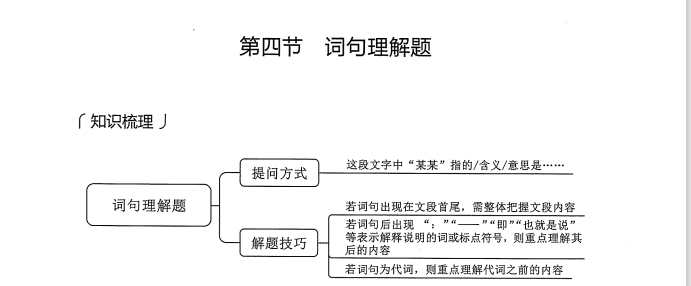 第四节 词句理解题
知识梳理
提问方式
这段文字中“某某”指的/含义/意思是……
词句理解题
若词句出现在文段首尾，需整体把握文段内容
解题技巧
若词句后出现 “：”“——”“即”“也就是说”
等表示解释说明的词或标点符号，则重点理解其
后的内容
若词句为代词，则重点理解代词之前的内容